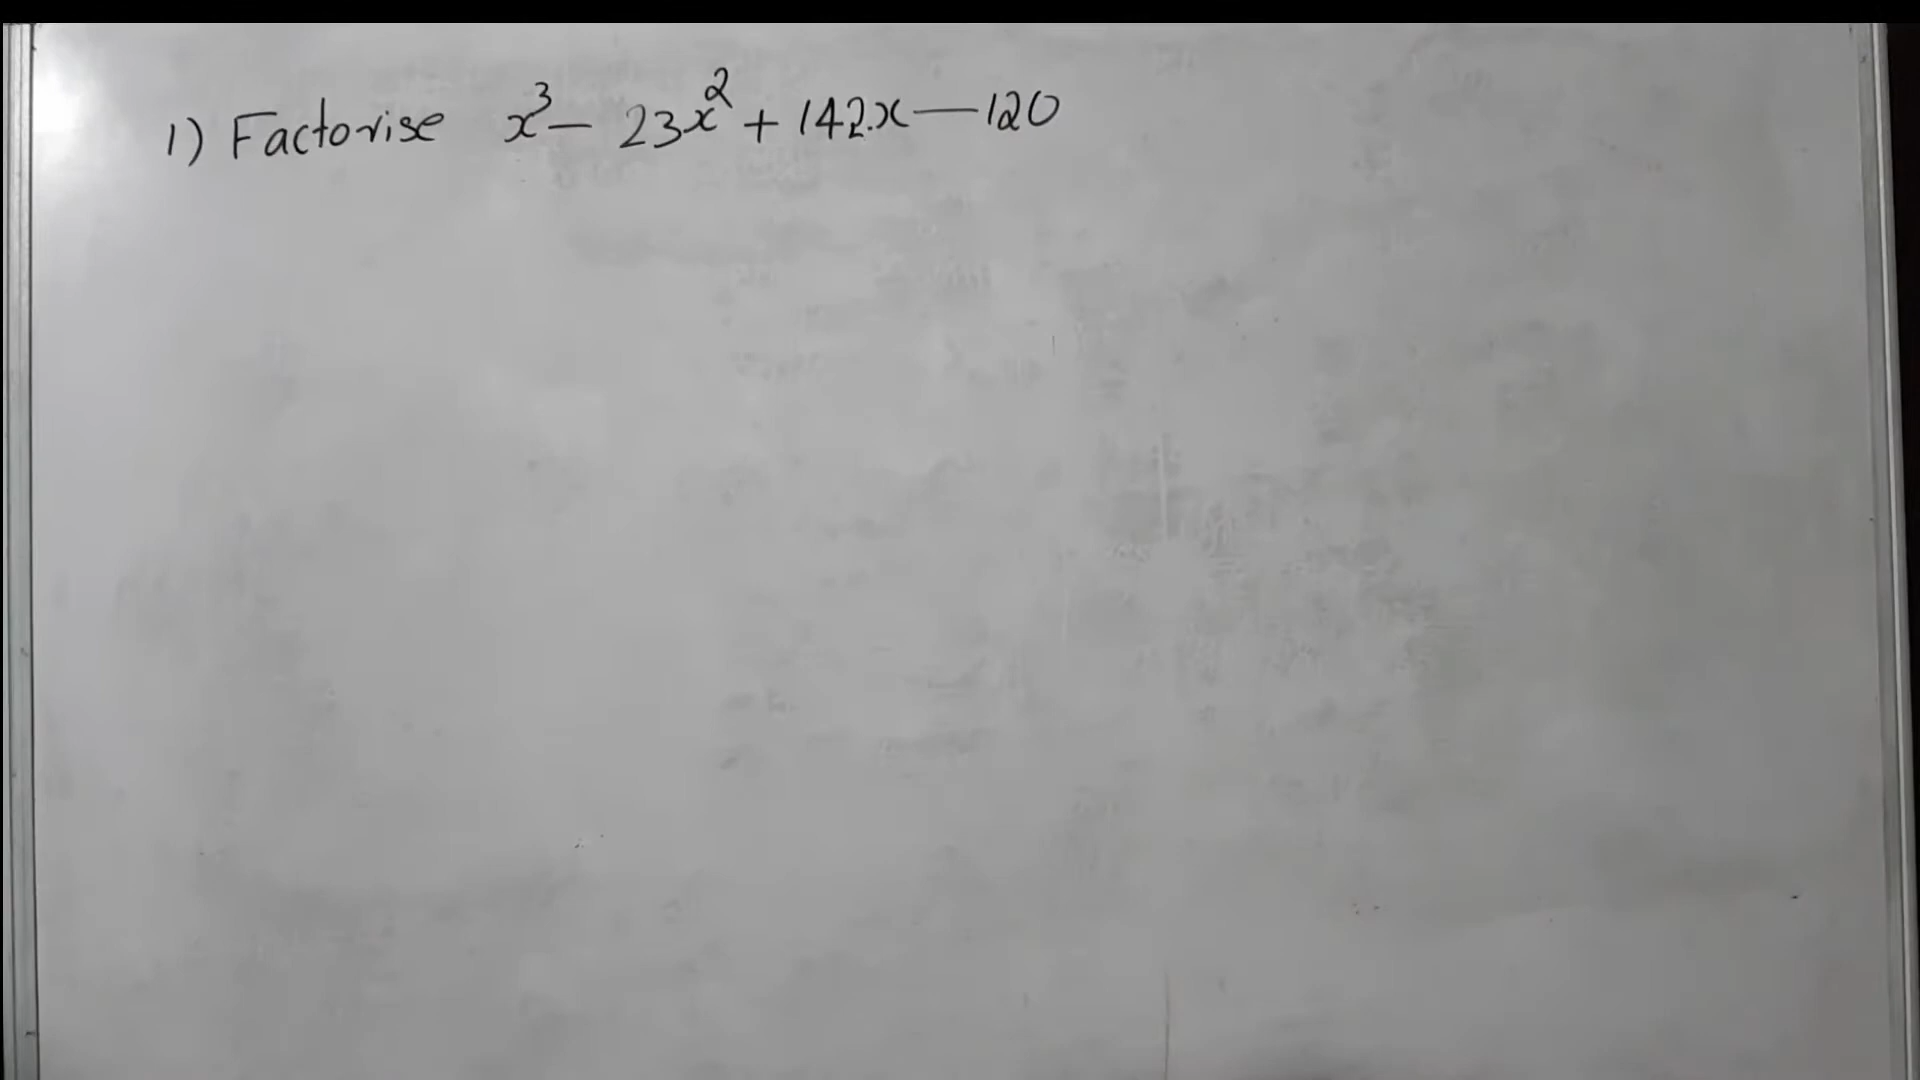 1) Factorise x³ - 23x² + 142x - 120